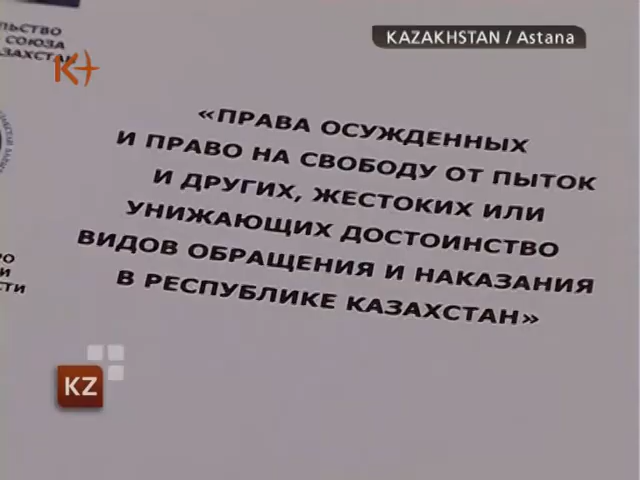 KAZAKHSTAN / Astana
СОЮЗА
K+
«ПРАВА ОСУЖДЕННЫХ
И ПРАВО НА СВОБОДУ ОТ ПЫТОК
И ДРУГИХ, ЖЕСТОКИХ ИЛИ
УНИЖАЮЩИХ ДОСТОИНСТВО
ВИДОВ ОБРАЩЕНИЯ И НАКАЗАНИЯ
В РЕСПУБЛИКЕ КАЗАХСТАН»
И
KZ